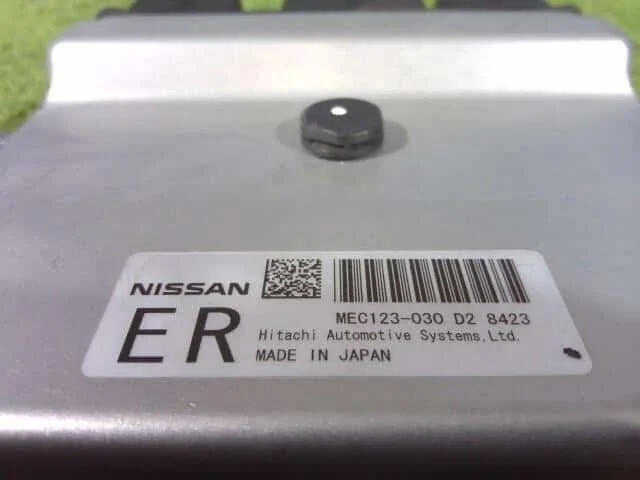 NISSAN
ER
MEC123-030 D2 8423
Hitachi Automotive Systems,Ltd.
MADE IN JAPAN